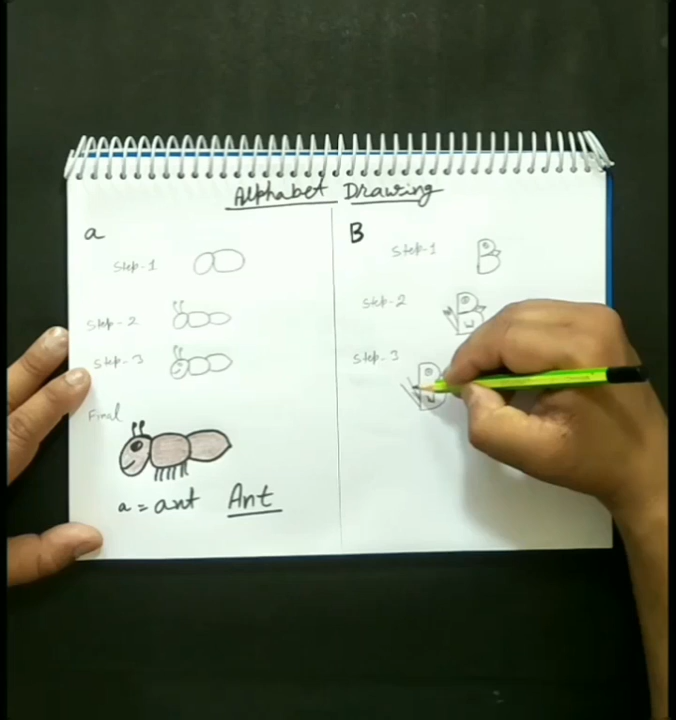 Alphabet Drawing
a
Step-1
Step-2
Step-3
Final
a = ant Ant
B
Step-1
Step-2
Step-3